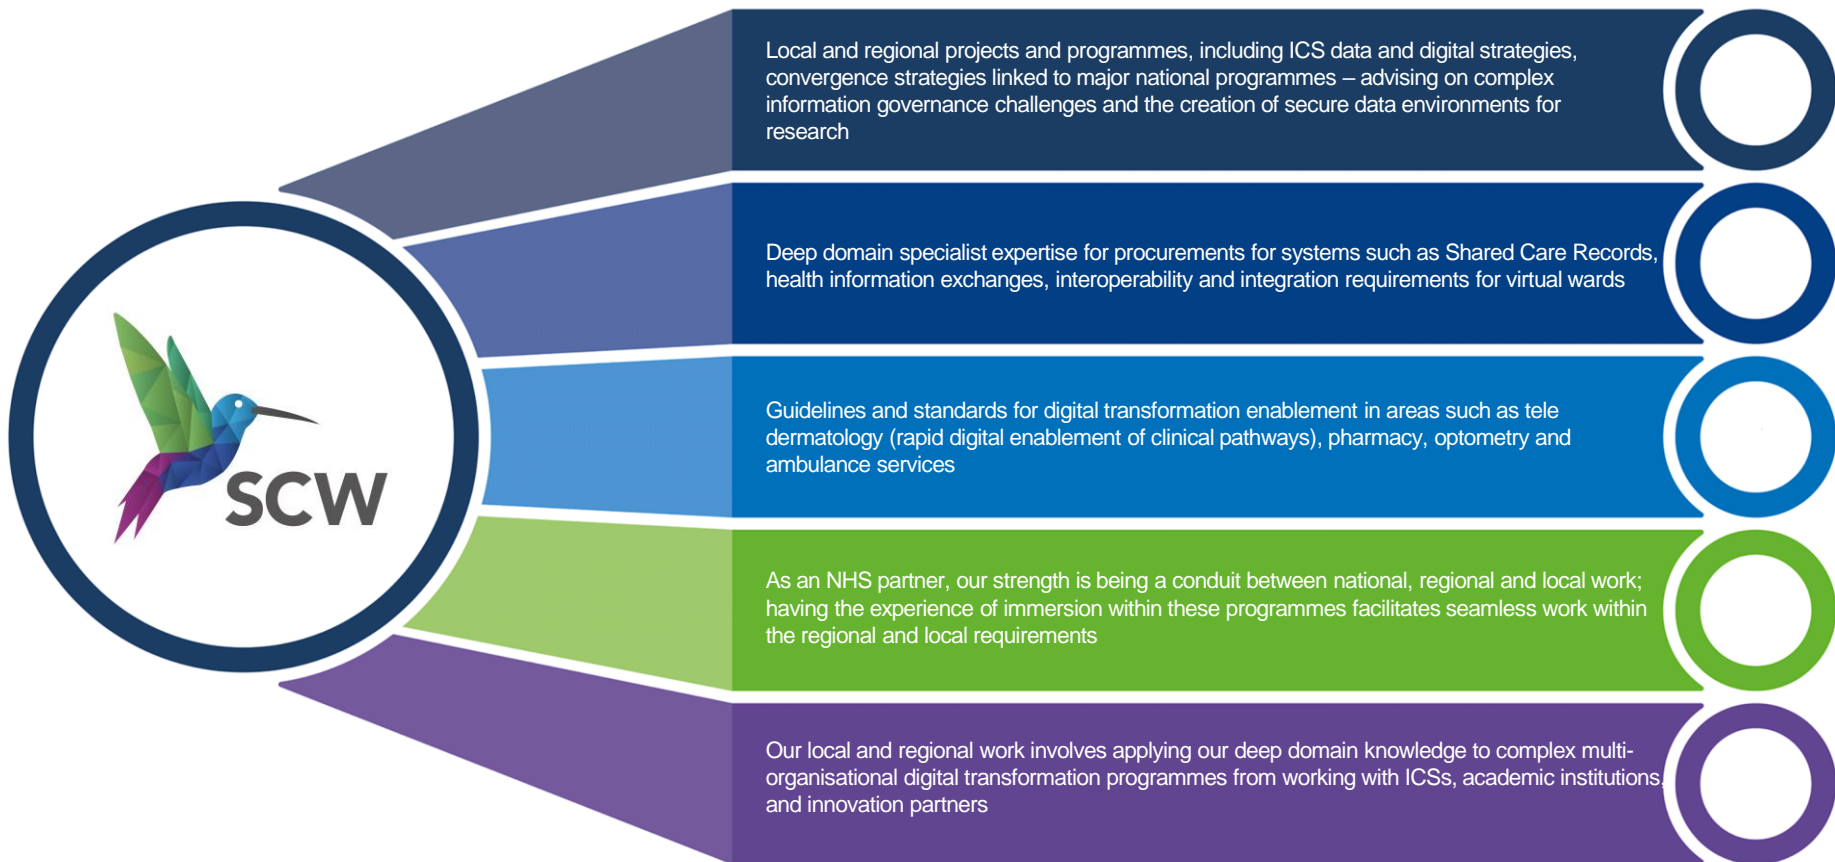 Local and regional projects and programmes, including ICS data and digital strategies,
convergence strategies linked to major national programmes – advising on complex
information governance challenges and the creation of secure data environments for
research
Deep domain specialist expertise for procurements for systems such as Shared Care Records,
health information exchanges, interoperability and integration requirements for virtual wards
SCW
Guidelines and standards for digital transformation enablement in areas such as tele
dermatology (rapid digital enablement of clinical pathways), pharmacy, optometry and
ambulance services
As an NHS partner, our strength is being a conduit between national, regional and local work;
having the experience of immersion within these programmes facilitates seamless work within
the regional and local requirements
Our local and regional work involves applying our deep domain knowledge to complex multi-
organisational digital transformation programmes from working with ICSs, academic institutions,
and innovation partners